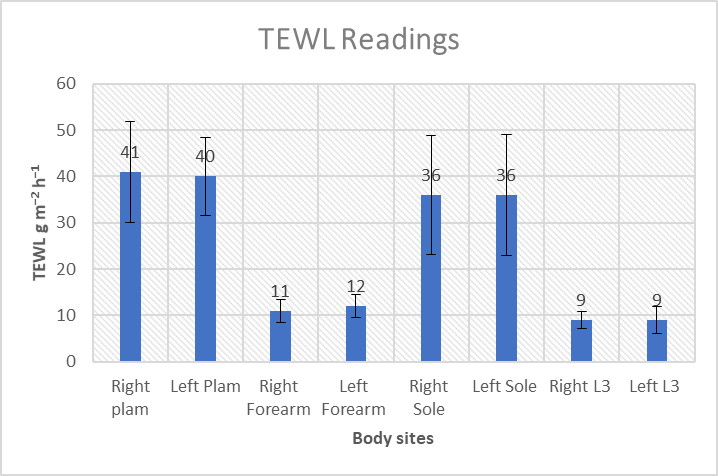 TEWL Readings
60
50
40
30
20
10
0
TEWL g m⁻² h⁻¹
41
40
11
12
36
36
9
9
Right plam
Left Plam
Right Forearm
Left Forearm
Right Sole
Left Sole
Right L3
Left L3
Body sites